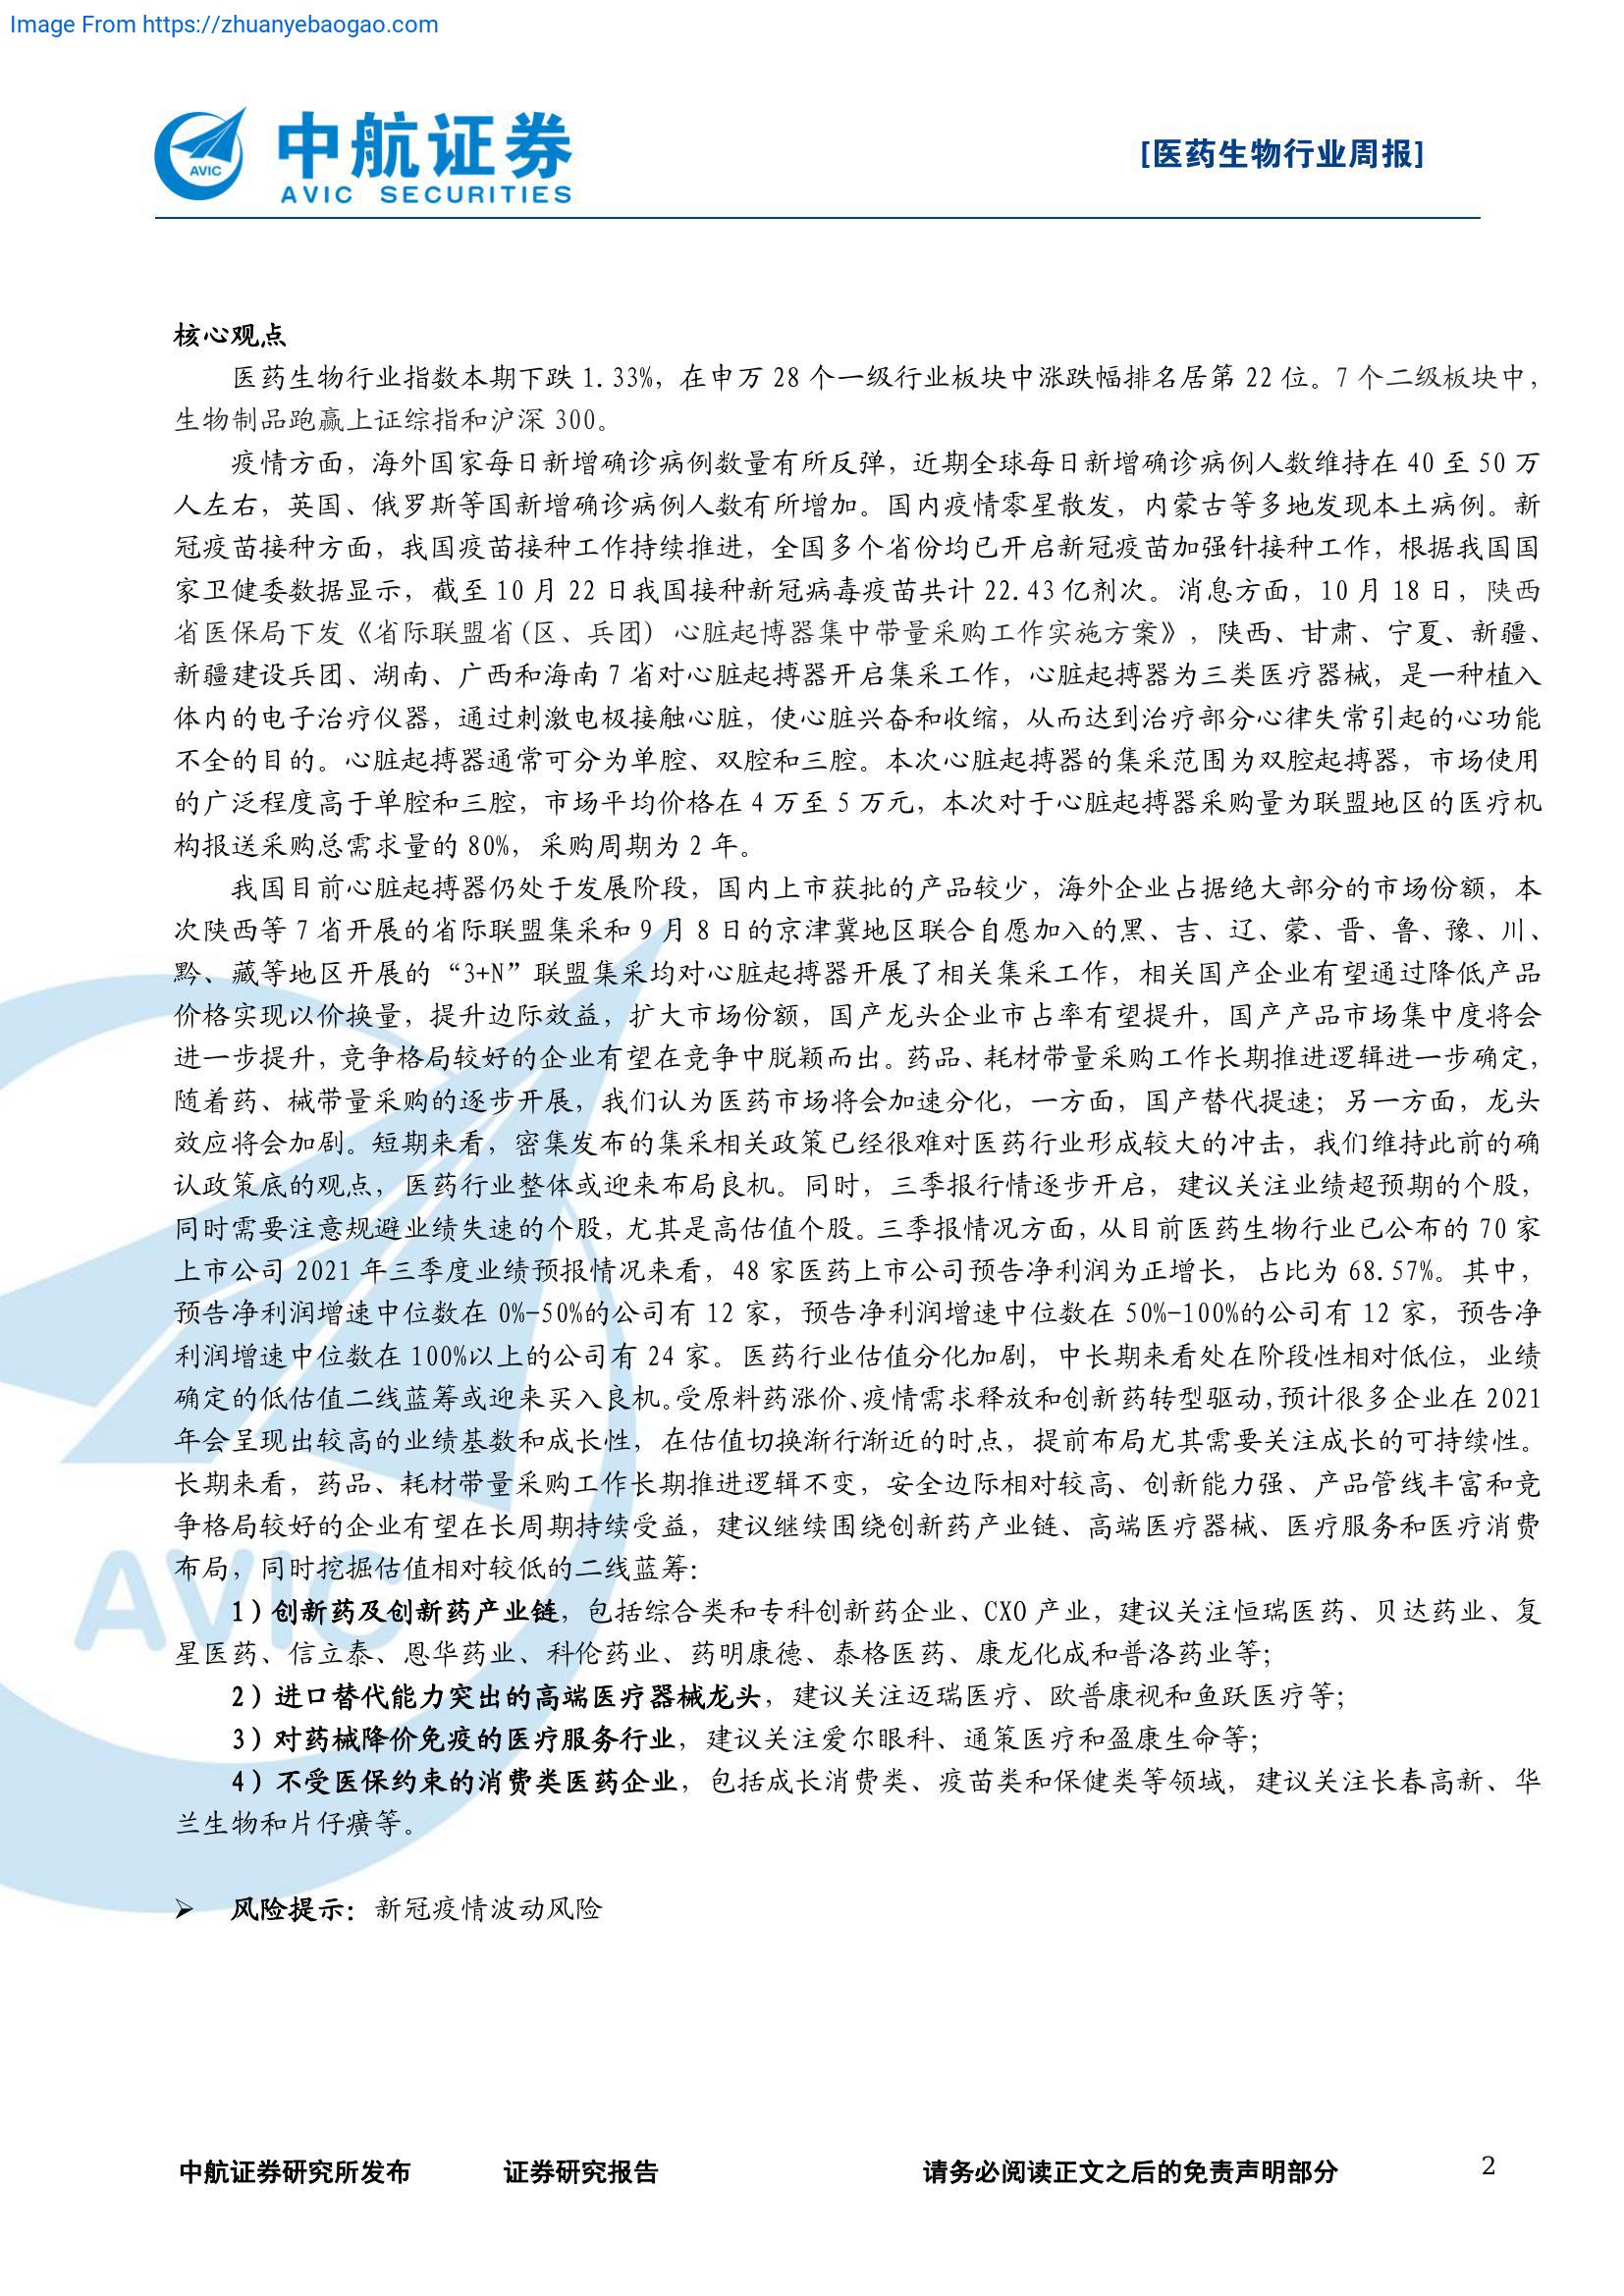 Image From https://zhuanyebaogao.com
中航证券
AVIC SECURITIES
AVIC
[医药生物行业周报]
核心观点
医药生物行业指数本期下跌 1.33%，在申万 28 个一级行业板块中涨跌幅排名居第 22 位。7 个二级板块中，
生物制品跑赢上证综指和沪深 300。
疫情方面，海外国家每日新增确诊病例数量有所反弹，近期全球每日新增确诊病例人数维持在 40 至 50 万
人左右，英国、俄罗斯等国新增确诊病例人数有所增加。国内疫情零星散发，内蒙古等多地发现本土病例。新
冠疫苗接种方面，我国疫苗接种工作持续推进，全国多个省份均已开启新冠疫苗加强针接种工作，根据我国国
家卫健委数据显示，截至 10 月 22 日我国接种新冠病毒疫苗共计 22.43 亿剂次。消息方面，10 月 18 日，陕西
省医保局下发《省际联盟省(区、兵团) 心脏起博器集中带量采购工作实施方案》，陕西、甘肃、宁夏、新疆、
新疆建设兵团、湖南、广西和海南 7 省对心脏起搏器开启集采工作，心脏起搏器为三类医疗器械，是一种植入
体内的电子治疗仪器，通过刺激电极接触心脏，使心脏兴奋和收缩，从而达到治疗部分心律失常引起的心功能
不全的目的。心脏起搏器通常可分为单腔、双腔和三腔。本次心脏起搏器的集采范围为双腔起搏器，市场使用
的广泛程度高于单腔和三腔，市场平均价格在 4 万至 5 万元，本次对于心脏起搏器采购量为联盟地区的医疗机
构报送采购总需求量的 80%，采购周期为 2 年。
我国目前心脏起搏器仍处于发展阶段，国内上市获批的产品较少，海外企业占据绝大部分的市场份额，本
次陕西等 7 省开展的省际联盟集采和 9 月 8 日的京津冀地区联合自愿加入的黑、吉、辽、蒙、晋、鲁、豫、川、
黔、藏等地区开展的“3+N”联盟集采均对心脏起搏器开展了相关集采工作，相关国产企业有望通过降低产品
价格实现以价换量，提升边际效益，扩大市场份额，国产龙头企业市占率有望提升，国产产品市场集中度将会
进一步提升，竞争格局较好的企业有望在竞争中脱颖而出。药品、耗材带量采购工作长期推进逻辑进一步确定，
随着药、械带量采购的逐步开展，我们认为医药市场将会加速分化，一方面，国产替代提速；另一方面，龙头
效应将会加剧。短期来看，密集发布的集采相关政策已经很难对医药行业形成较大的冲击，我们维持此前的确
认政策底的观点，医药行业整体或迎来布局良机。同时，三季报行情逐步开启，建议关注业绩超预期的个股，
同时需要注意规避业绩失速的个股，尤其是高估值个股。三季报情况方面，从目前医药生物行业已公布的 70 家
上市公司 2021 年三季度业绩预报情况来看，48 家医药上市公司预告净利润为正增长，占比为 68.57%。其中，
预告净利润增速中位数在 0%-50%的公司有 12 家，预告净利润增速中位数在 50%-100%的公司有 12 家，预告净
利润增速中位数在 100%以上的公司有 24 家。医药行业估值分化加剧，中长期来看处在阶段性相对低位，业绩
确定的低估值二线蓝筹或迎来买入良机。受原料药涨价、疫情需求释放和创新药转型驱动，预计很多企业在 2021
年会呈现出较高的业绩基数和成长性，在估值切换渐行渐近的时点，提前布局尤其需要关注成长的可持续性。
长期来看，药品、耗材带量采购工作长期推进逻辑不变，安全边际相对较高、创新能力强、产品管线丰富和竞
争格局较好的企业有望在长周期持续受益，建议继续围绕创新药产业链、高端医疗器械、医疗服务和医疗消费
布局，同时挖掘估值相对较低的二线蓝筹：
1）创新药及创新药产业链，包括综合类和专科创新药企业、CXO 产业，建议关注恒瑞医药、贝达药业、复
星医药、信立泰、恩华药业、科伦药业、药明康德、泰格医药、康龙化成和普洛药业等；
2）进口替代能力突出的高端医疗器械龙头，建议关注迈瑞医疗、欧普康视和鱼跃医疗等；
3）对药械降价免疫的医疗服务行业，建议关注爱尔眼科、通策医疗和盈康生命等；
4）不受医保约束的消费类医药企业，包括成长消费类、疫苗类和保健类等领域，建议关注长春高新、华
兰生物和片仔癀等。
➢ 风险提示：新冠疫情波动风险
中航证券研究所发布 证券研究报告 请务必阅读正文之后的免责声明部分 2